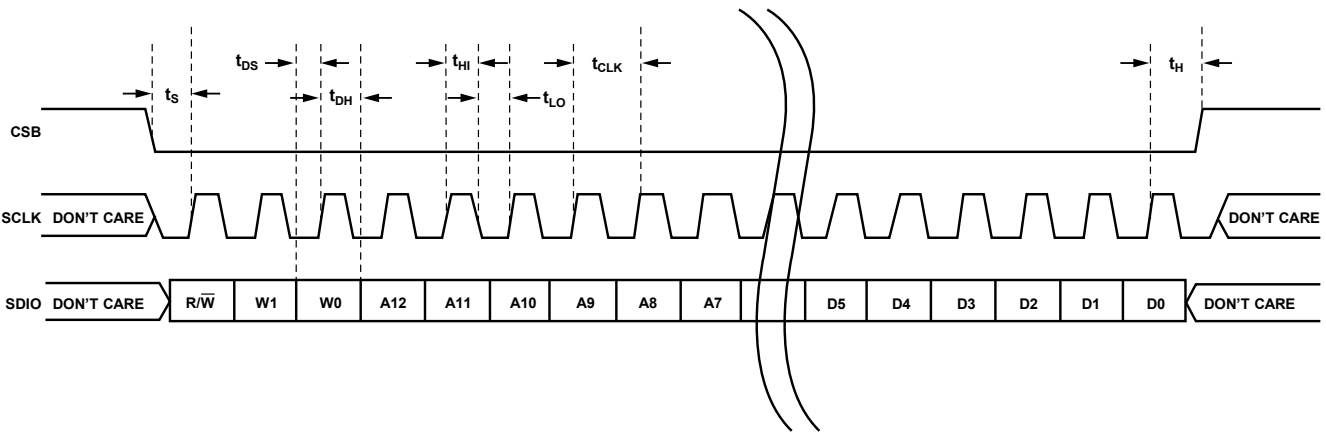 tDS
tHI
tCLK
tH
tS
tDH
tLO
CSB
SCLK DON'T CARE
DON'T CARE
SDIO DON'T CARE R/W̅ W1 W0 A12 A11 A10 A9 A8 A7 D5 D4 D3 D2 D1 D0 DON'T CARE